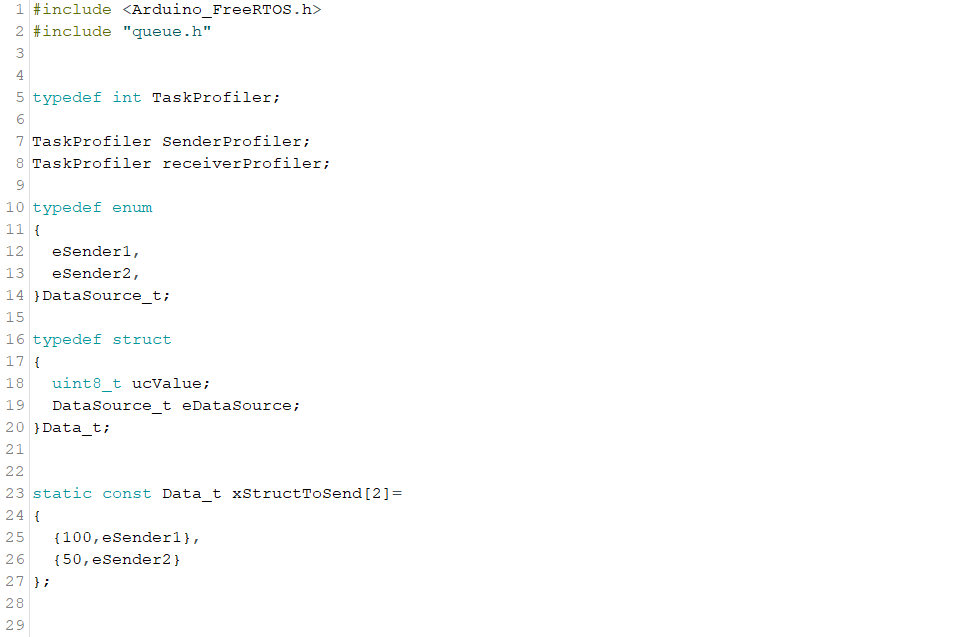 1 #include <Arduino_FreeRTOS.h>
2 #include "queue.h"
3
4
5 typedef int TaskProfiler;
6
7 TaskProfiler SenderProfiler;
8 TaskProfiler receiverProfiler;
9
10 typedef enum
11 {
12   eSender1,
13   eSender2,
14 }DataSource_t;
15
16 typedef struct
17 {
18   uint8_t ucValue;
19   DataSource_t eDataSource;
20 }Data_t;
21
22
23 static const Data_t xStructToSend[2]=
24 {
25   {100,eSender1},
26   {50,eSender2}
27 };
28
29